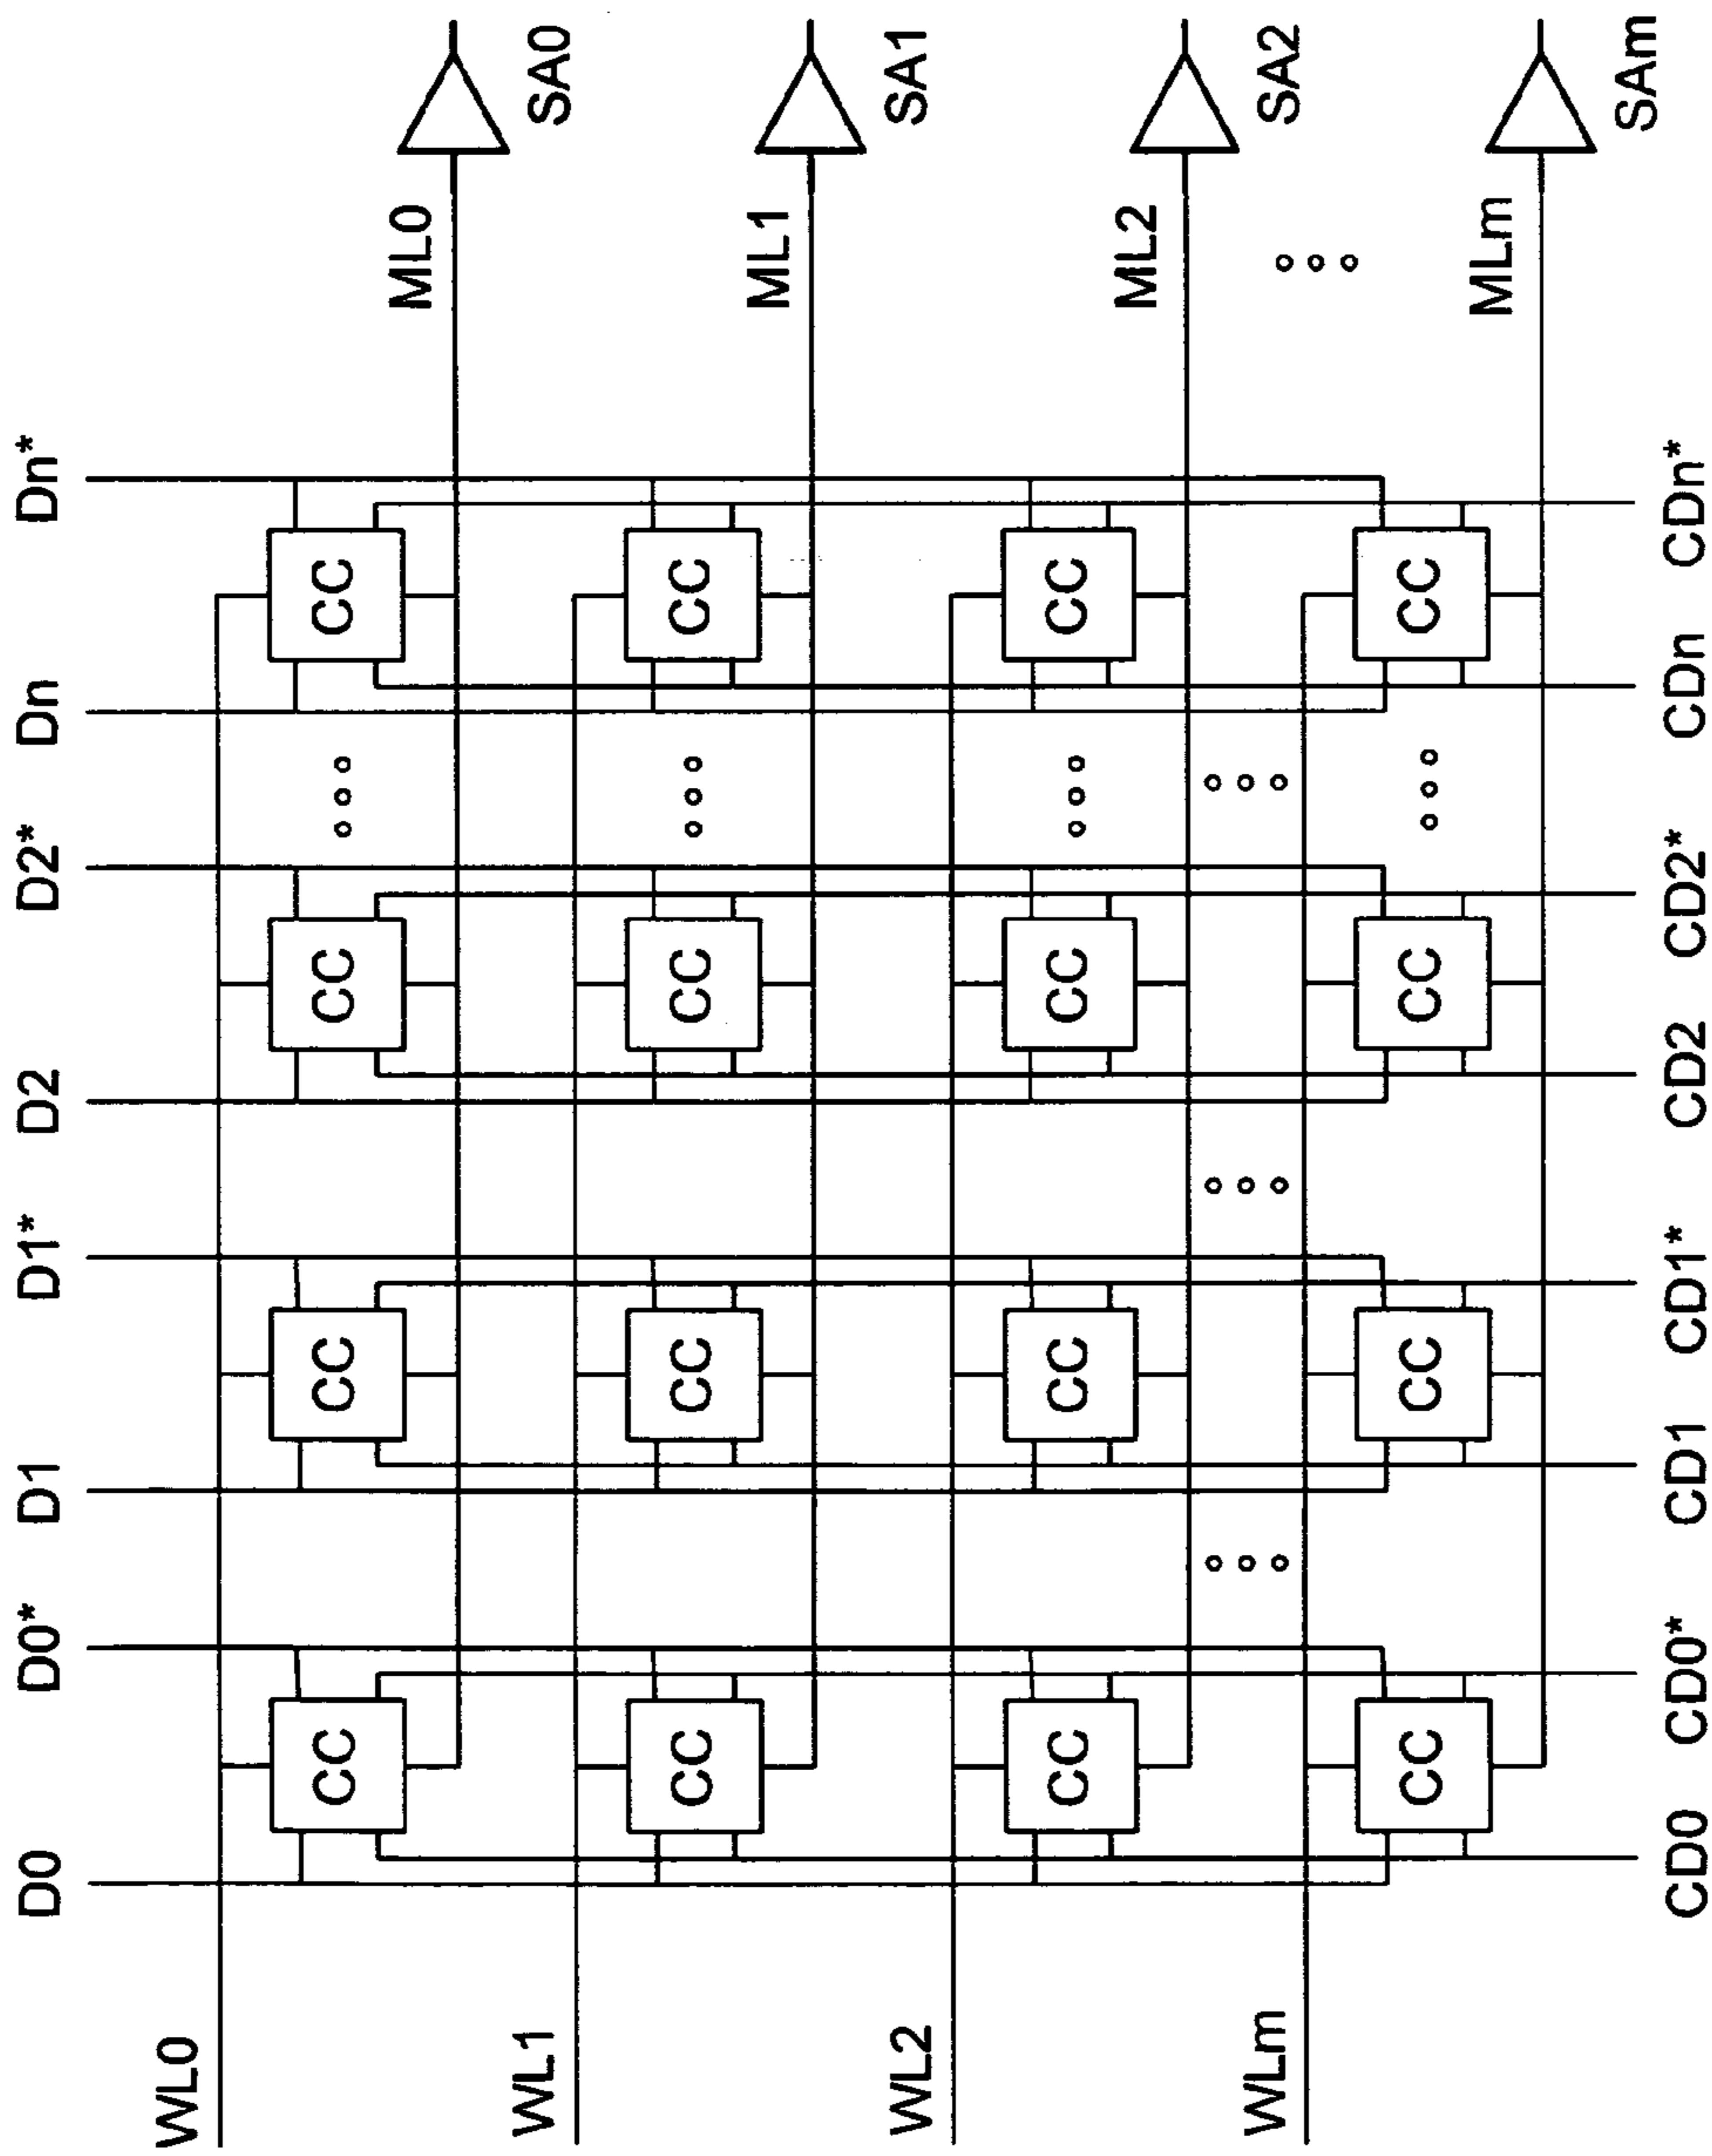 D0 D0* D1 D1* D2 D2* Dn Dn*
WL0
CC CC CC CC
ML0
SA0
WL1
CC CC CC CC
ML1
SA1
WL2
CC CC CC CC
ML2
SA2
WLm
CC CC CC CC
MLm
SAm
CD0 CD0* CD1 CD1* CD2 CD2* CDn CDn*